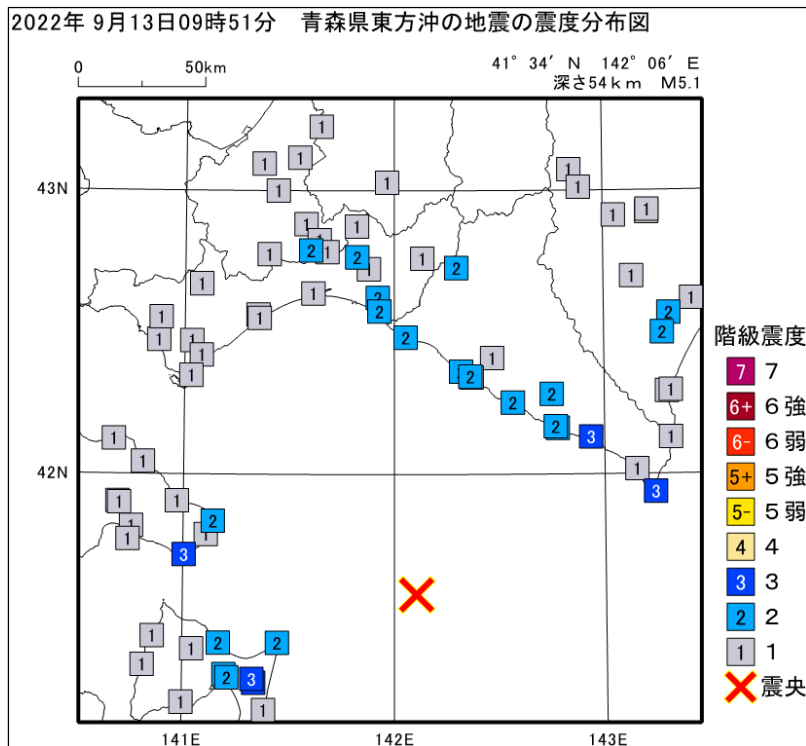 2022年 9月13日09時51分 青森県東方沖の地震の震度分布図
0 50km
41° 34′ N 142° 06′ E
深さ54km M5.1
43N
42N
141E 142E 143E
階級震度
7 7
6+ 6強
6- 6弱
5+ 5強
5- 5弱
4 4
3 3
2 2
1 1
震央